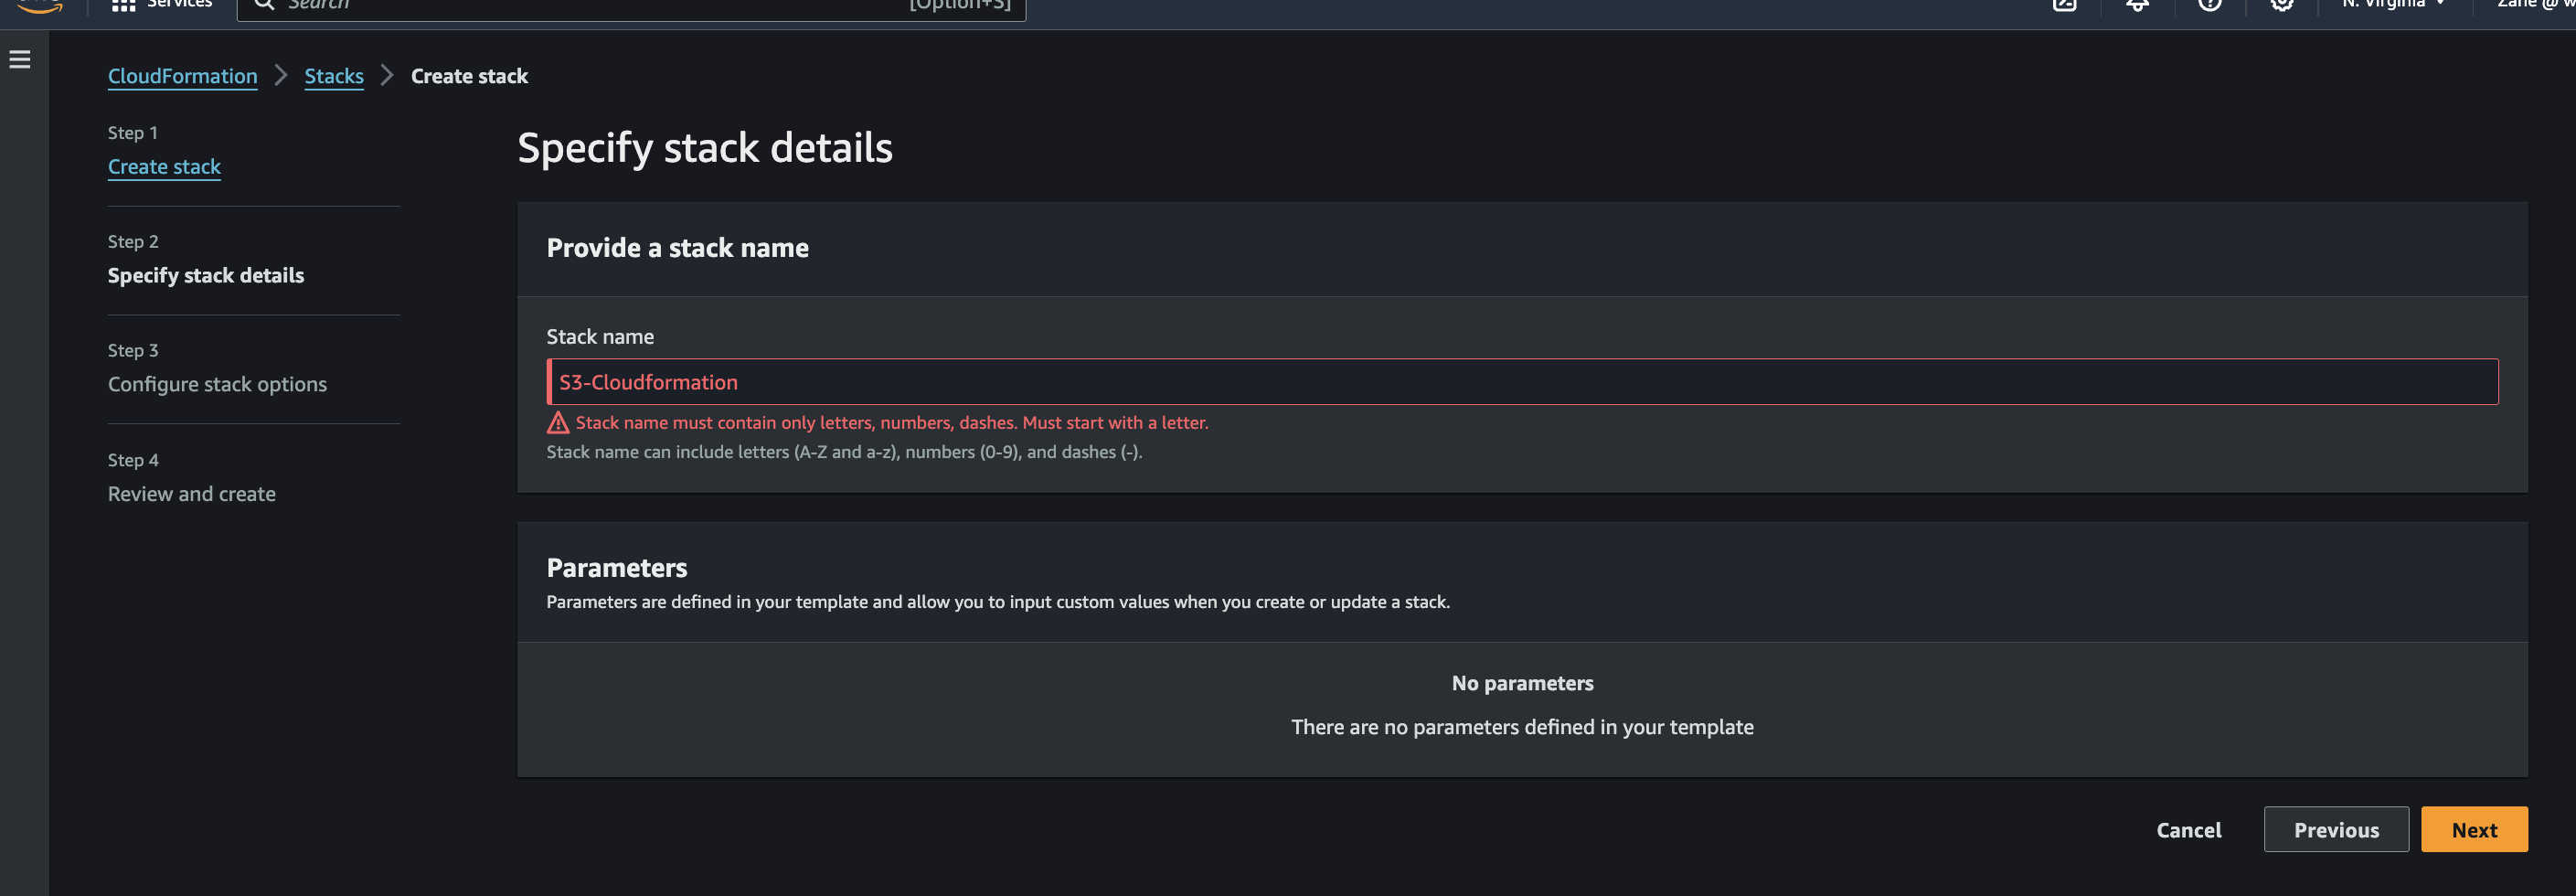 Services
Search
[Option+S]
N. Virginia
Zane @ w
CloudFormation
Stacks
Create stack
Step 1
Create stack
Step 2
Specify stack details
Step 3
Configure stack options
Step 4
Review and create
Specify stack details
Provide a stack name
Stack name
S3-Cloudformation
Stack name must contain only letters, numbers, dashes. Must start with a letter.
Stack name can include letters (A-Z and a-z), numbers (0-9), and dashes (-).
Parameters
Parameters are defined in your template and allow you to input custom values when you create or update a stack.
No parameters
There are no parameters defined in your template
Cancel
Previous
Next